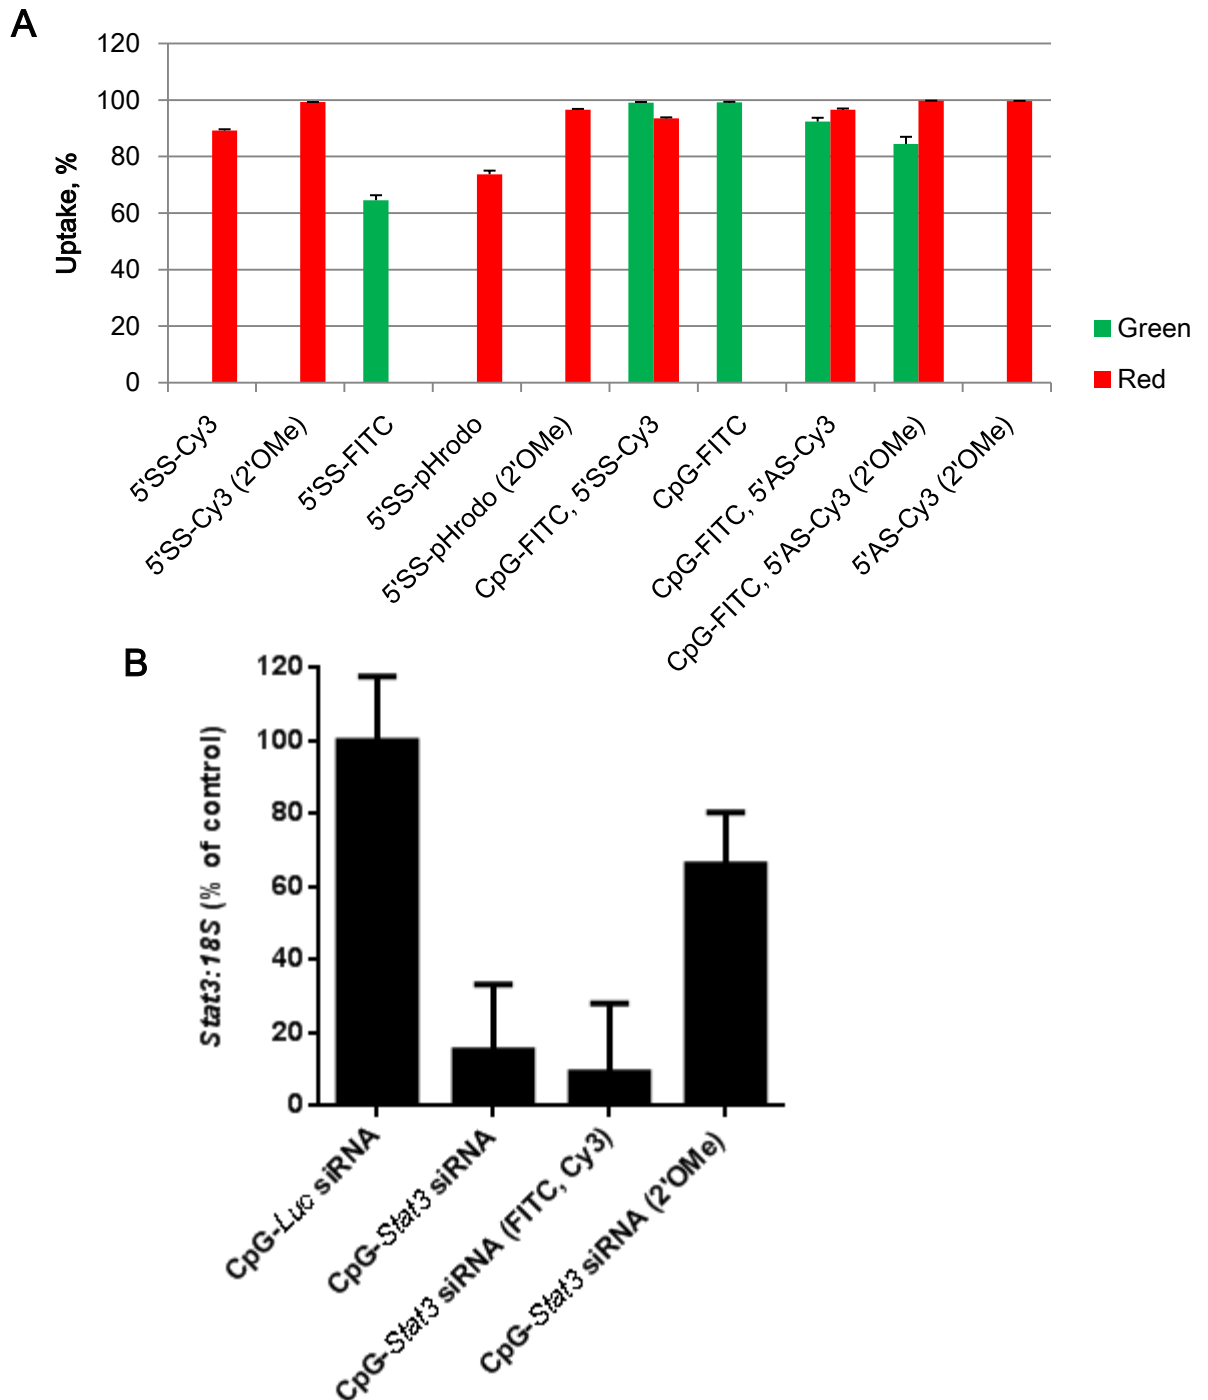 A
120
100
80
60
40
20
0
Uptake, %
Green
Red
5'SS-Cy3
5'SS-Cy3 (2'OMe)
5'SS-FITC
5'SS-pHrodo
5'SS-pHrodo (2'OMe)
CpG-FITC, 5'SS-Cy3
CpG-FITC
CpG-FITC, 5'AS-Cy3
CpG-FITC, 5'AS-Cy3 (2'OMe)
5'AS-Cy3 (2'OMe)
B
120
100
80
60
40
20
0
Stat3:18S (% of control)
CpG-Luc siRNA
CpG-Stat3 siRNA
CpG-Stat3 siRNA (FITC, Cy3)
CpG-Stat3 siRNA (2'OMe)